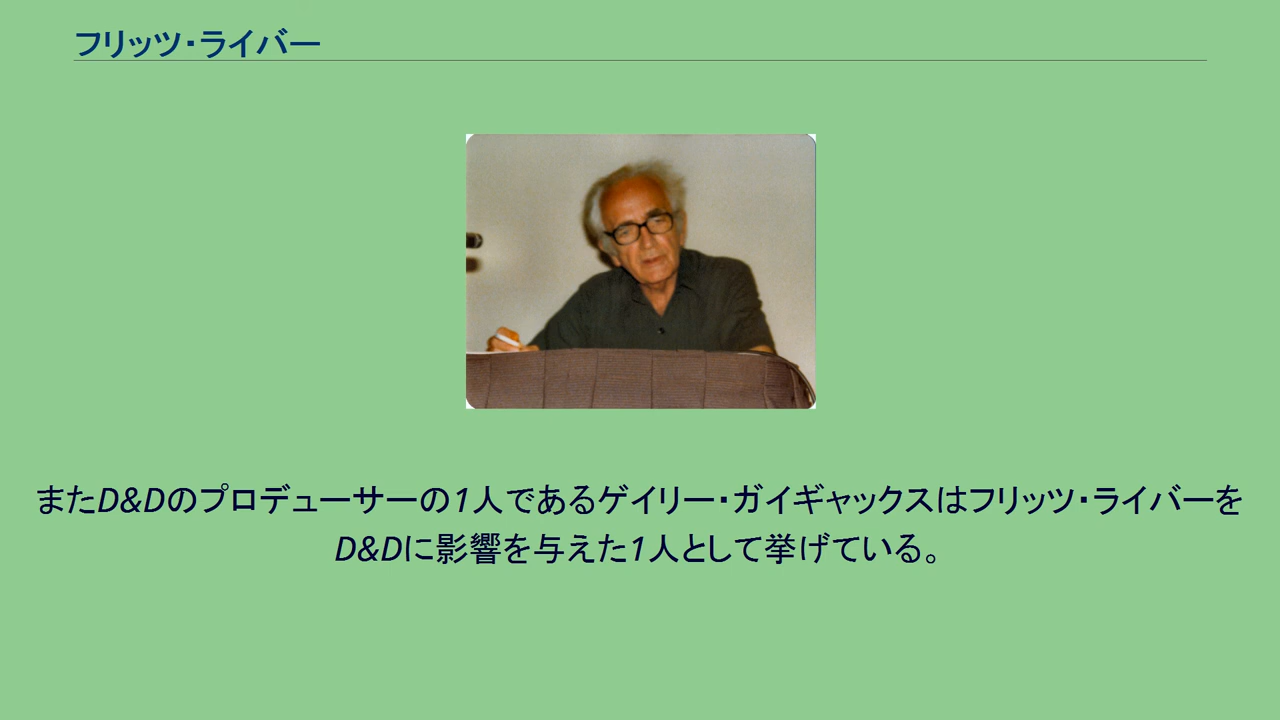 フリッツ・ライバー
またD&Dのプロデューサーの1人であるゲイリー・ガイギャックスはフリッツ・ライバーを
D&Dに影響を与えた1人として挙げている。